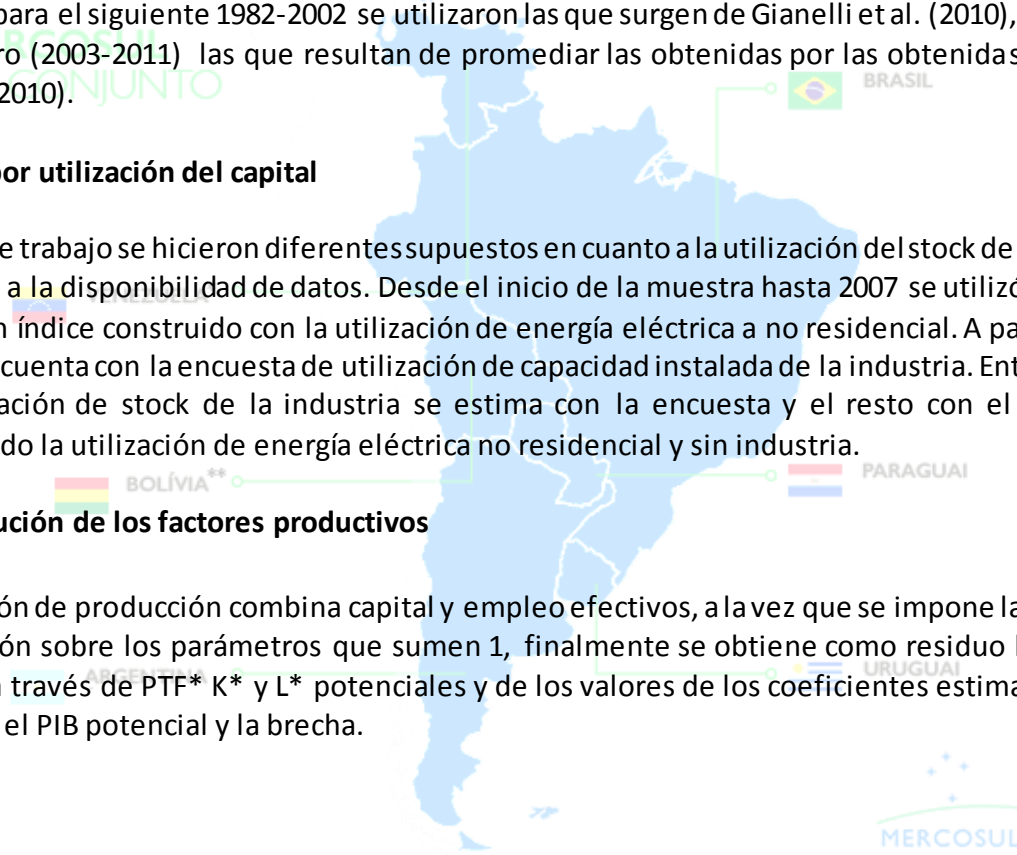 para el siguiente 1982-2002 se utilizaron las que surgen de Gianelli et al. (2010),
ro (2003-2011) las que resultan de promediar las obtenidas por las obtenidas
2010).
CONJUNTO
BRASIL
por utilización del capital
e trabajo se hicieron diferentes supuestos en cuanto a la utilización del stock de
a la disponibilidad de datos. Desde el inicio de la muestra hasta 2007 se utilizó
VENEZUELA
n índice construido con la utilización de energía eléctrica a no residencial. A pa
cuenta con la encuesta de utilización de capacidad instalada de la industria. Ent
ación de stock de la industria se estima con la encuesta y el resto con el
do la utilización de energía eléctrica no residencial y sin industria.
BOLÍVIA**
PARAGUAI
ución de los factores productivos
ón de producción combina capital y empleo efectivos, a la vez que se impone la
ón sobre los parámetros que sumen 1, finalmente se obtiene como residuo l
ARGENTINA
URUGUAI
a través de PTF* K* y L* potenciales y de los valores de los coeficientes estima
el PIB potencial y la brecha.
MERCOSUL